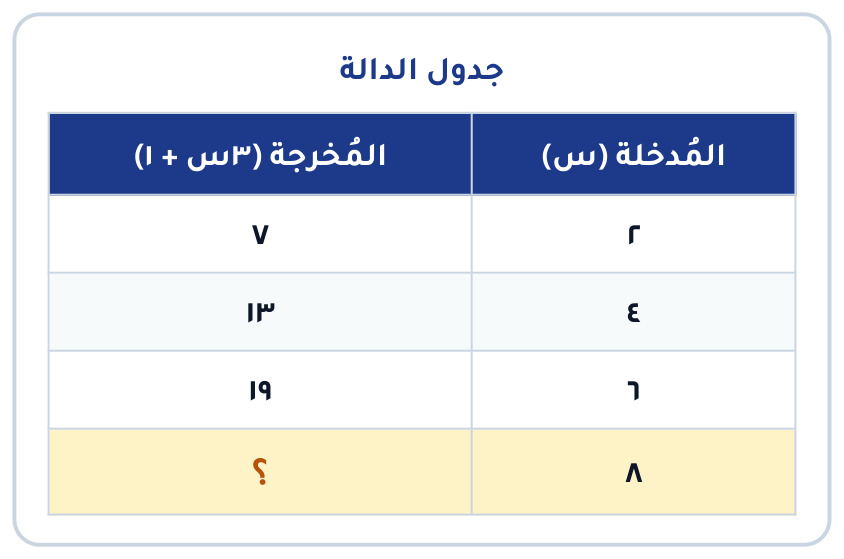 جدول الدالة
المُدخلة (س) المُخرجة (٣س + ١)
٢ ٧
٤ ١٣
٦ ١٩
٨ ؟